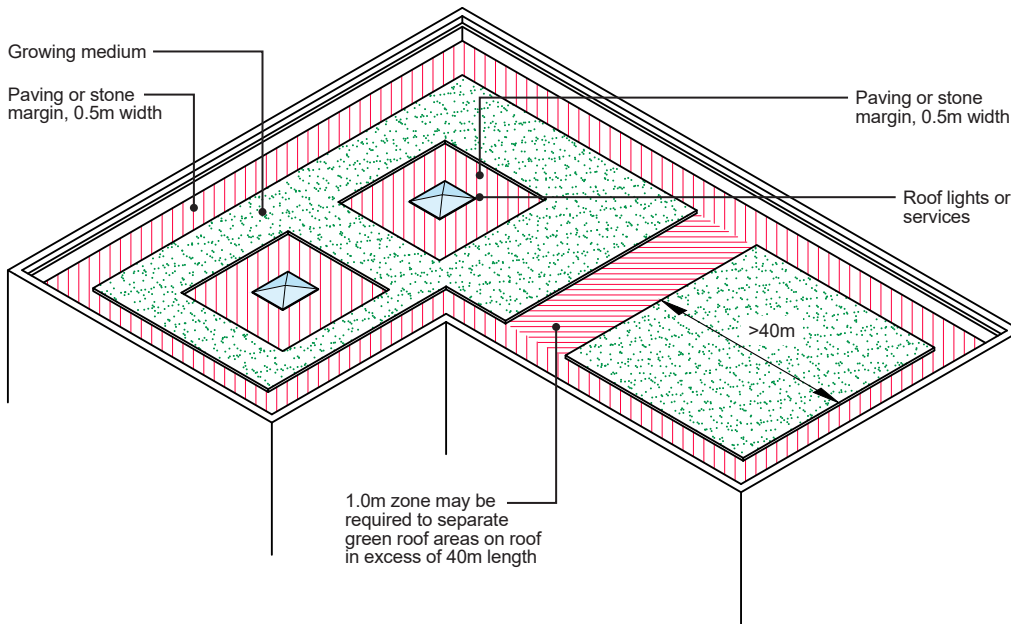 Growing medium
Paving or stone
margin, 0.5m width
Paving or stone
margin, 0.5m width
Roof lights or
services
>40m
1.0m zone may be
required to separate
green roof areas on roof
in excess of 40m length